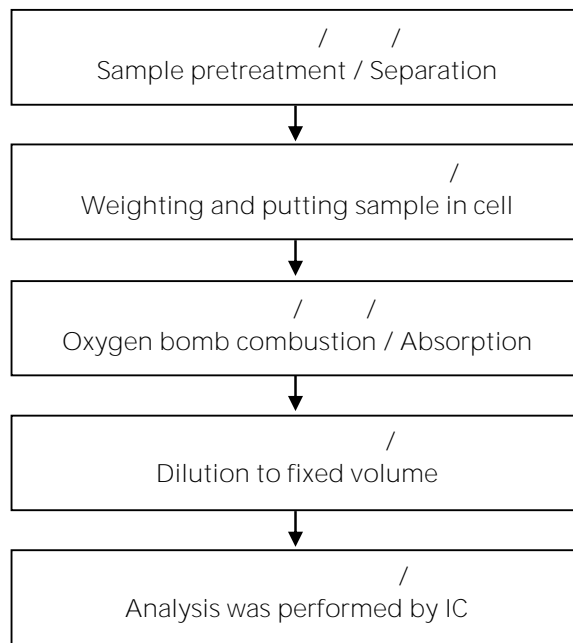 / /
Sample pretreatment / Separation
/
Weighting and putting sample in cell
/ /
Oxygen bomb combustion / Absorption
/
Dilution to fixed volume
/
Analysis was performed by IC